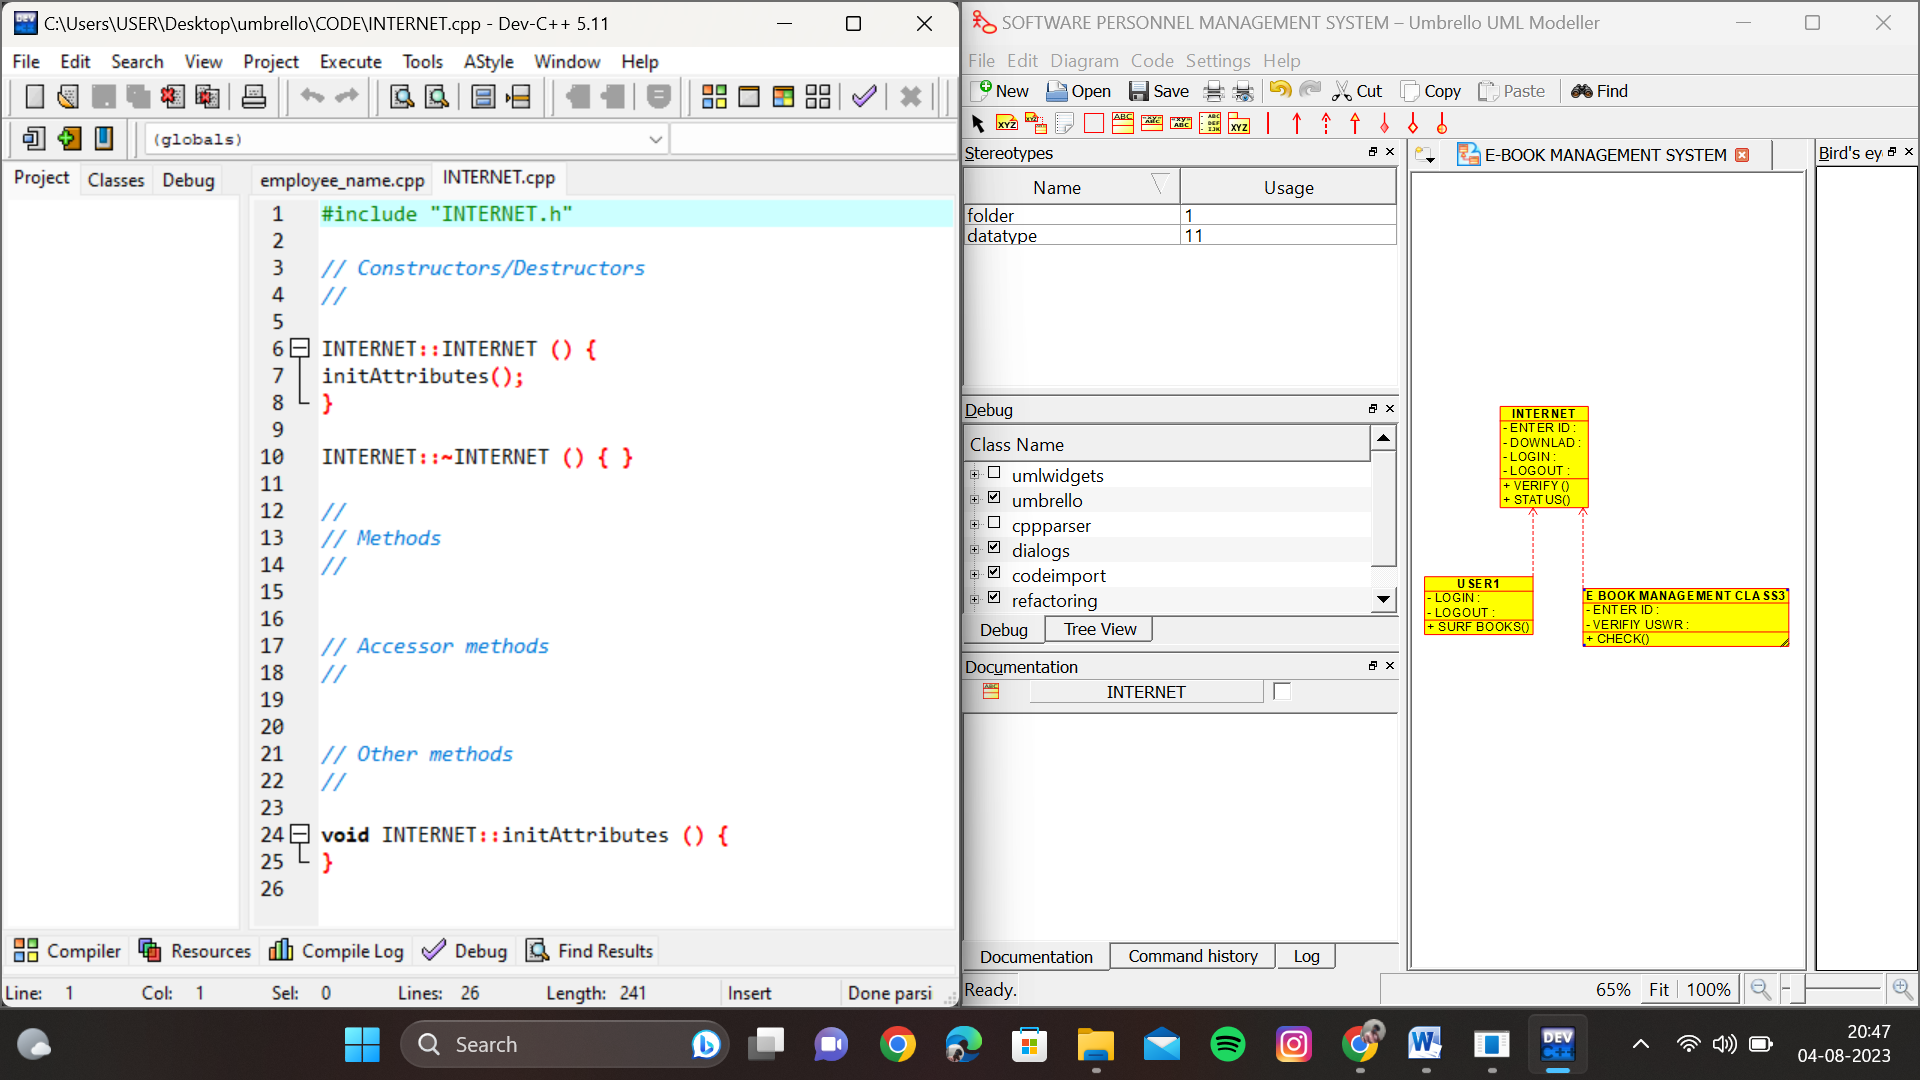 C:\Users\USER\Desktop\umbrello\CODE\INTERNET.cpp - Dev-C++ 5.11
File Edit Search View Project Execute Tools AStyle Window Help
(globals)
Project Classes Debug
employee_name.cpp INTERNET.cpp
1 #include "INTERNET.h"
2
3 // Constructors/Destructors
4 //
5
6 INTERNET::INTERNET () {
7 initAttributes();
8 }
9
10 INTERNET::~INTERNET () { }
11
12 //
13 // Methods
14 //
15
16
17 // Accessor methods
18 //
19
20
21 // Other methods
22 //
23
24 void INTERNET::initAttributes () {
25 }
26
Compiler Resources Compile Log Debug Find Results
Line: 1 Col: 1 Sel: 0 Lines: 26 Length: 241 Insert Done parsi
SOFTWARE PERSONNEL MANAGEMENT SYSTEM – Umbrello UML Modeller
File Edit Diagram Code Settings Help
New Open Save Cut Copy Paste Find
Stereotypes
Name Usage
folder 1
datatype 11
Debug
Class Name
umlwidgets
umbrello
cppparser
dialogs
codeimport
refactoring
Debug Tree View
Documentation
INTERNET
Documentation Command history Log
Ready.
E-BOOK MANAGEMENT SYSTEM
Bird's ey
INTERNET
- ENTER ID :
- DOWNLAD :
- LOGIN :
- LOGOUT :
+ VERIFY ()
+ STATUS()
USER1
- LOGIN :
- LOGOUT :
+ SURF BOOKS()
E BOOK MANAGEMENT CLASS3
- ENTER ID :
- VERIFIY USWR :
+ CHECK()
65% Fit 100%
Search
DEV C++
20:47
04-08-2023